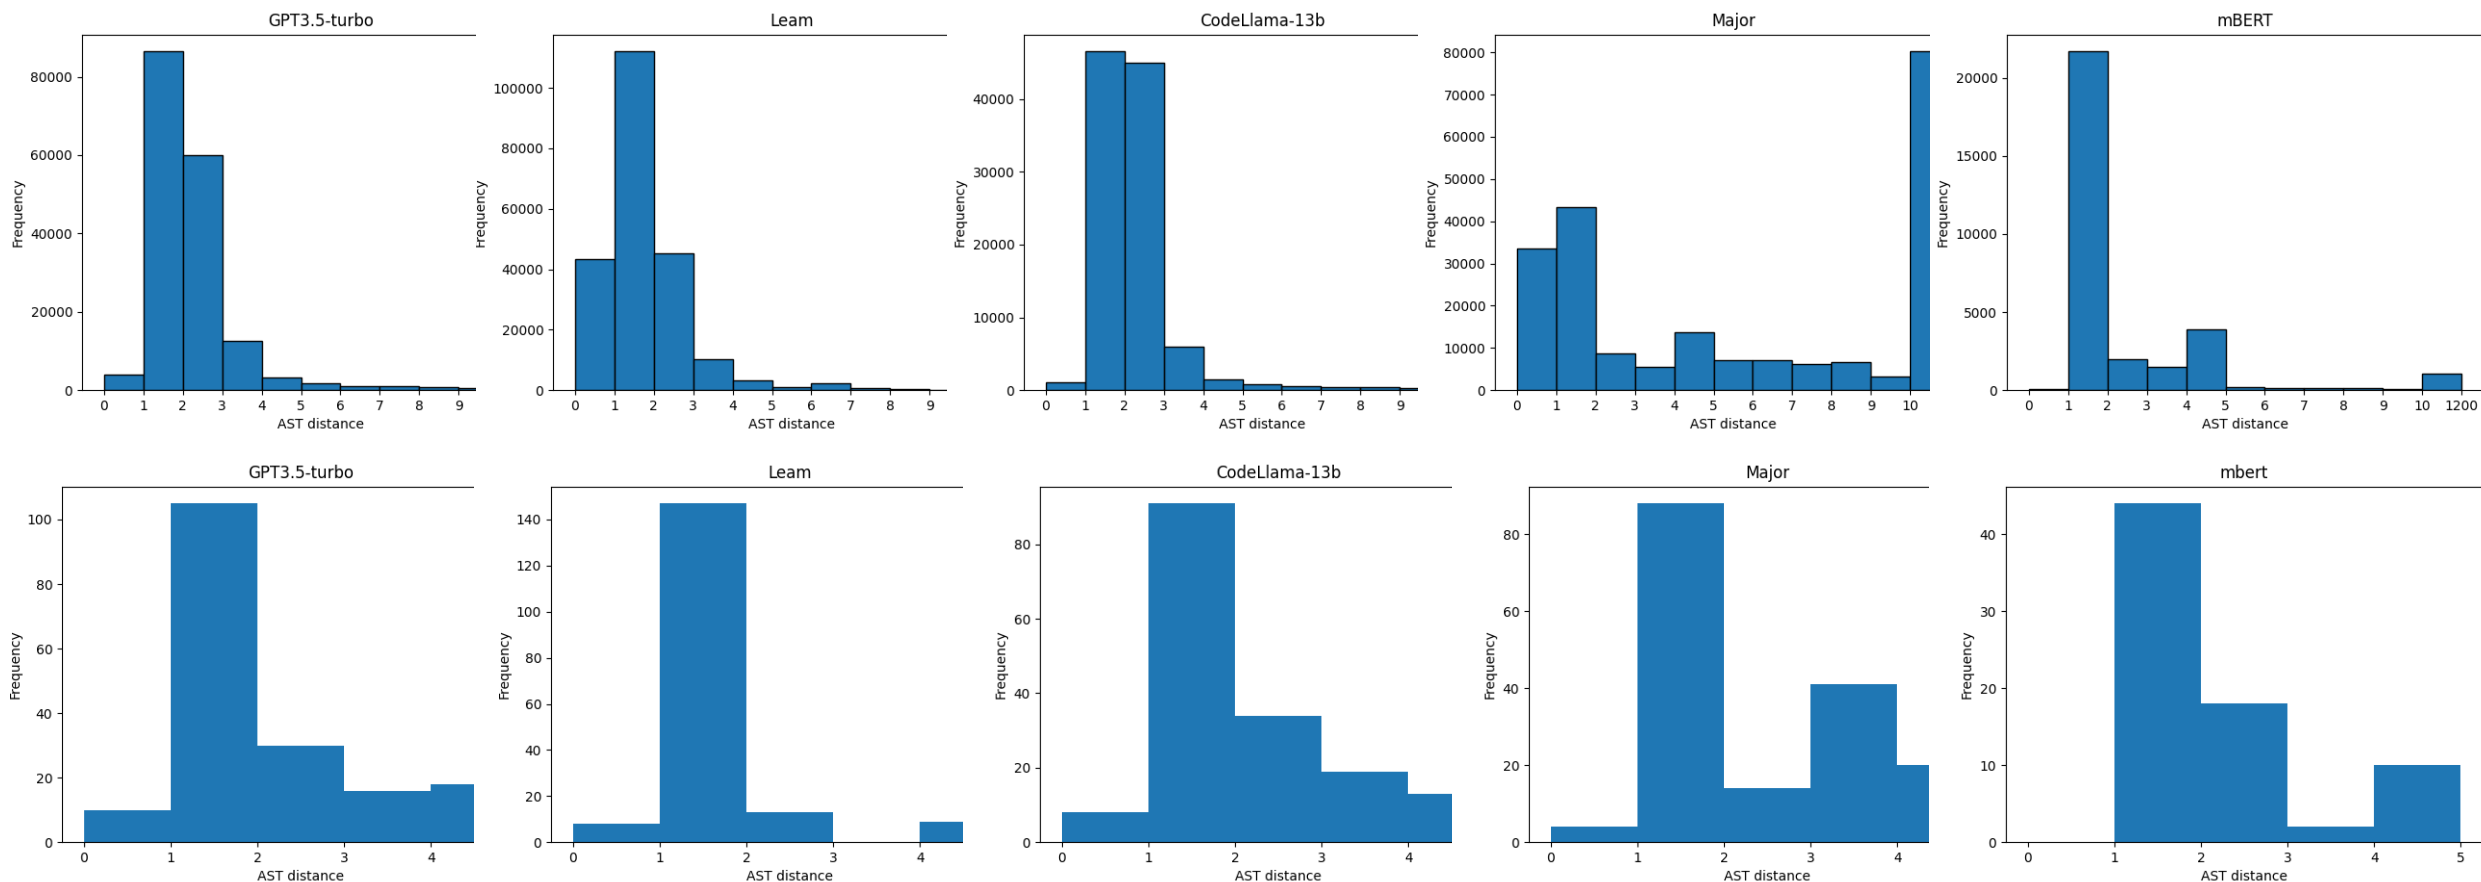 GPT3.5-turbo
80000
60000
40000
20000
0
Frequency
0 1 2 3 4 5 6 7 8 9
AST distance
Leam
100000
80000
60000
40000
20000
0
Frequency
0 1 2 3 4 5 6 7 8 9
AST distance
CodeLlama-13b
40000
40000
20000
10000
0
Frequency
0 1 2 3 4 5 6 7 8 9
AST distance
Major
80000
70000
80000
50000
40000
30000
20000
10000
0
Frequency
0 1 2 3 4 5 6 7 8 9 10
AST distance
mBERT
20000
15000
10000
5000
0
Frequency
0 1 2 3 4 5 6 7 8 9 10 1200
AST distance
GPT3.5-turbo
100
80
60
40
20
0
Frequency
0 1 2 3 4
AST distance
Leam
140
120
100
80
60
40
20
0
Frequency
0 1 2 3 4
AST distance
CodeLlama-13b
80
60
40
20
0
Frequency
0 1 2 3 4
AST distance
Major
80
60
40
20
0
Frequency
0 1 2 3 4
AST distance
mbert
40
30
20
10
0
Frequency
0 1 2 3 4 5
AST distance